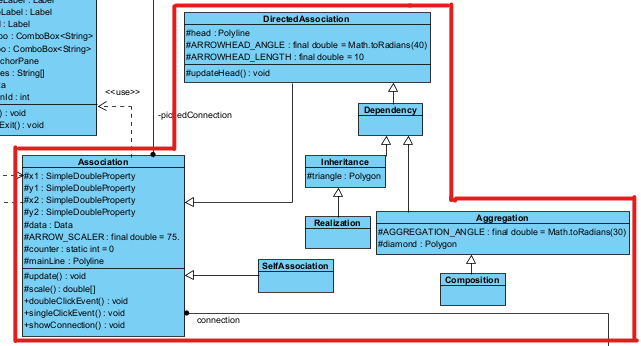 : Label
Label
: ComboBox<String>
: ComboBox<String>
es : String[]
nId : int
) : void
Exit() : void
<<use>>
-pickedConnection
DirectedAssociation
#head : Polyline
#ARROWHEAD_ANGLE : final double = Math.toRadians(40)
#ARROWHEAD_LENGTH : final double = 10
#updateHead() : void
Dependency
Inheritance
#triangle : Polygon
Realization
Aggregation
#AGGREGATION_ANGLE : final double = Math.toRadians(30)
#diamond : Polygon
Composition
SelfAssociation
Association
#x1 : SimpleDoubleProperty
#y1 : SimpleDoubleProperty
#x2 : SimpleDoubleProperty
#y2 : SimpleDoubleProperty
#data : Data
#ARROW_SCALER : final double = 75.
#counter : static int = 0
#mainLine : Polyline
#update() : void
#scale() : double[]
+doubleClickEvent() : void
+singleClickEvent() : void
+showConnection() : void
connection